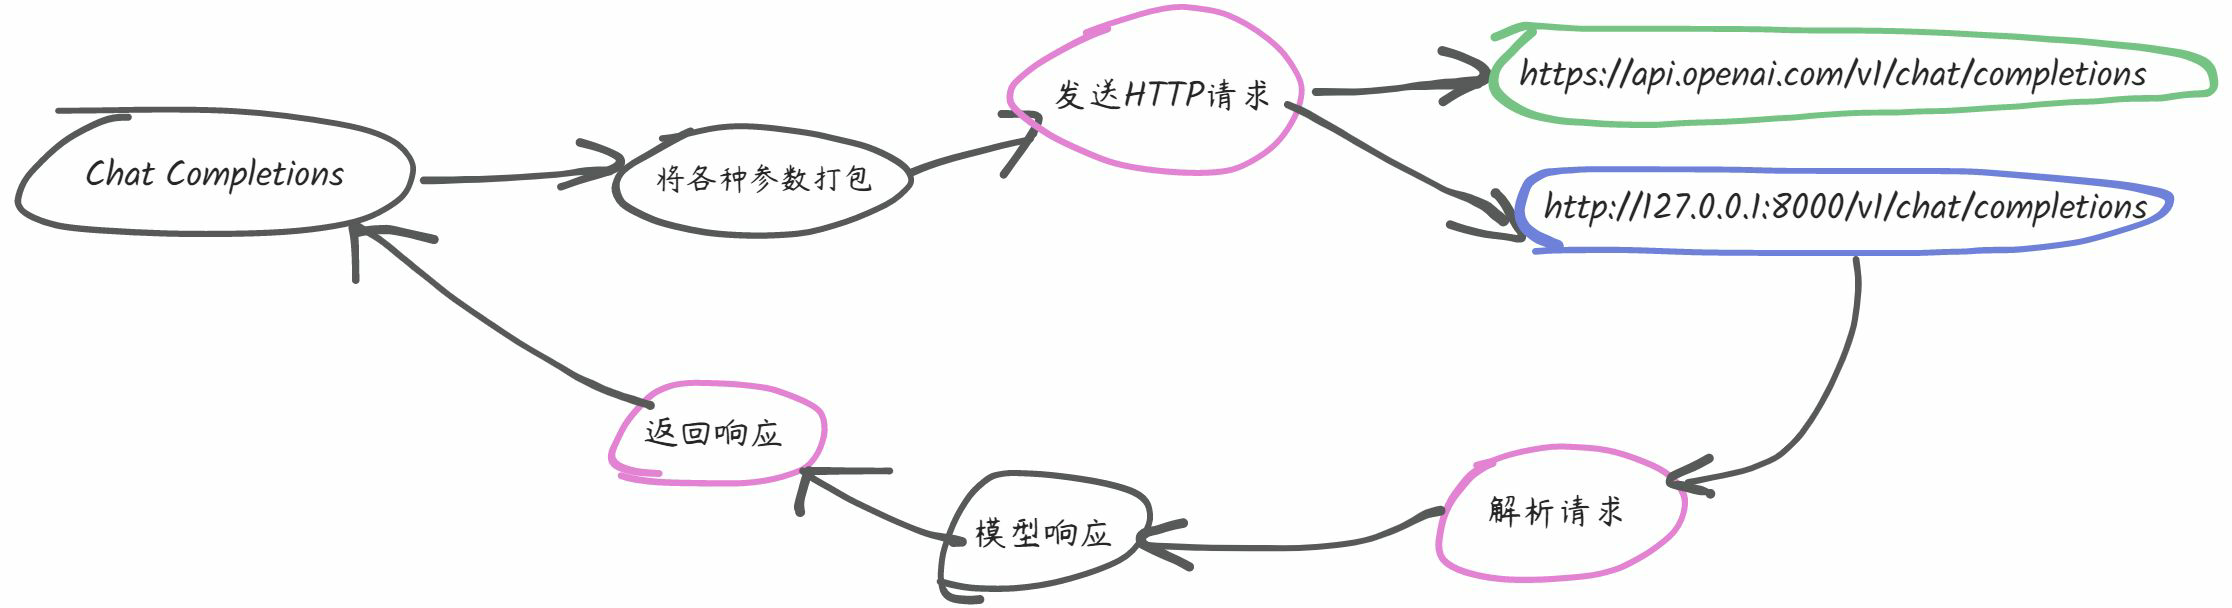 Chat Completions
将各种参数打包
发送HTTP请求
https://api.openai.com/v1/chat/completions
http://127.0.0.1:8000/v1/chat/completions
解析请求
模型响应
返回响应